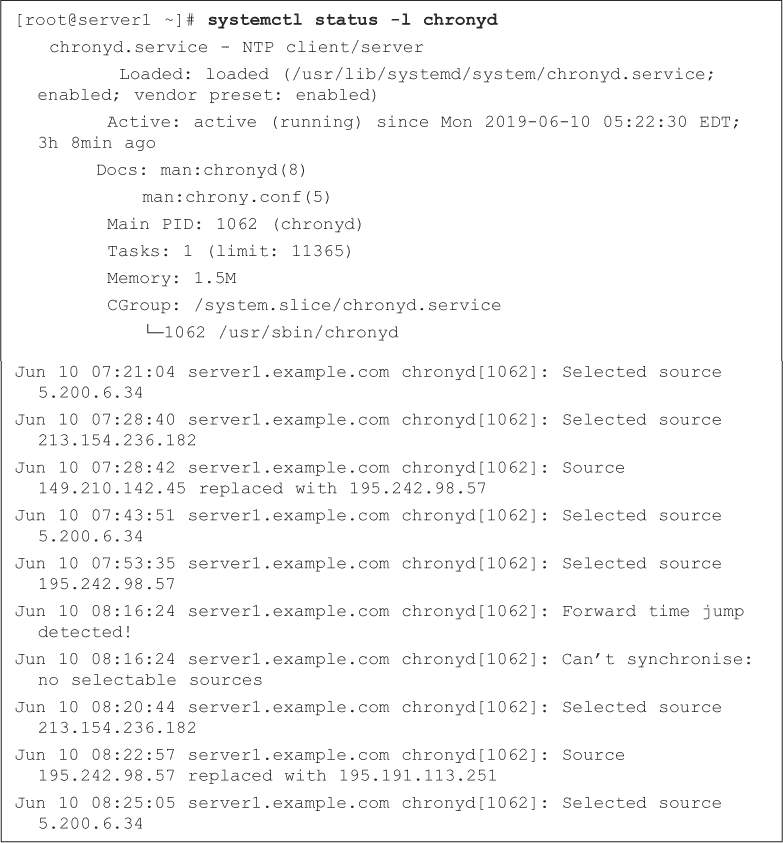 [root@server1 ~]# systemctl status -l chronyd
chronyd.service - NTP client/server
Loaded: loaded (/usr/lib/systemd/system/chronyd.service;
enabled; vendor preset: enabled)
Active: active (running) since Mon 2019-06-10 05:22:30 EDT;
3h 8min ago
Docs: man:chronyd(8)
man:chrony.conf(5)
Main PID: 1062 (chronyd)
Tasks: 1 (limit: 11365)
Memory: 1.5M
CGroup: /system.slice/chronyd.service
└─1062 /usr/sbin/chronyd
Jun 10 07:21:04 server1.example.com chronyd[1062]: Selected source
5.200.6.34
Jun 10 07:28:40 server1.example.com chronyd[1062]: Selected source
213.154.236.182
Jun 10 07:28:42 server1.example.com chronyd[1062]: Source
149.210.142.45 replaced with 195.242.98.57
Jun 10 07:43:51 server1.example.com chronyd[1062]: Selected source
5.200.6.34
Jun 10 07:53:35 server1.example.com chronyd[1062]: Selected source
195.242.98.57
Jun 10 08:16:24 server1.example.com chronyd[1062]: Forward time jump
detected!
Jun 10 08:16:24 server1.example.com chronyd[1062]: Can't synchronise:
no selectable sources
Jun 10 08:20:44 server1.example.com chronyd[1062]: Selected source
213.154.236.182
Jun 10 08:22:57 server1.example.com chronyd[1062]: Source
195.242.98.57 replaced with 195.191.113.251
Jun 10 08:25:05 server1.example.com chronyd[1062]: Selected source
5.200.6.34